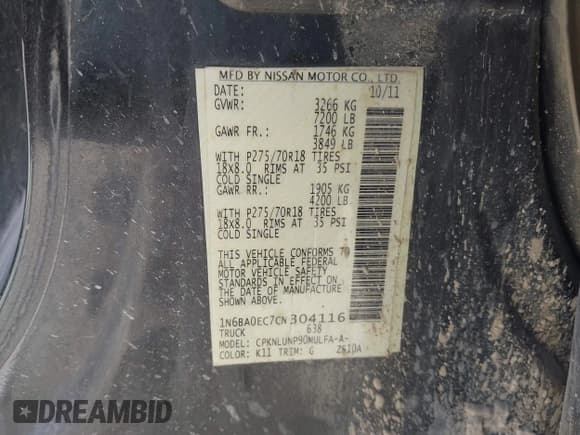 MFD BY NISSAN MOTOR CO., LTD.
DATE: 10/11
GVWR: 3266 KG
7200 LB
GAWR FR.: 1746 KG
3849 LB
WITH P275/70R18 TIRES
18X8.0 RIMS AT 35 PSI
COLD SINGLE
GAWR RR.: 1905 KG
4200 LB
WITH P275/70R18 TIRES
18X8.0 RIMS AT 35 PSI
COLD SINGLE
THIS VEHICLE CONFORMS TO
ALL APPLICABLE FEDERAL
MOTOR VEHICLE SAFETY
STANDARDS IN EFFECT ON
THE DATE OF MANUFACTURE
SHOWN ABOVE.
1N6BA0EC7CN304116
TRUCK 638
MODEL: CPKNLUNP90MULFA-A-
COLOR: K11 TRIM: G
DREAMBID